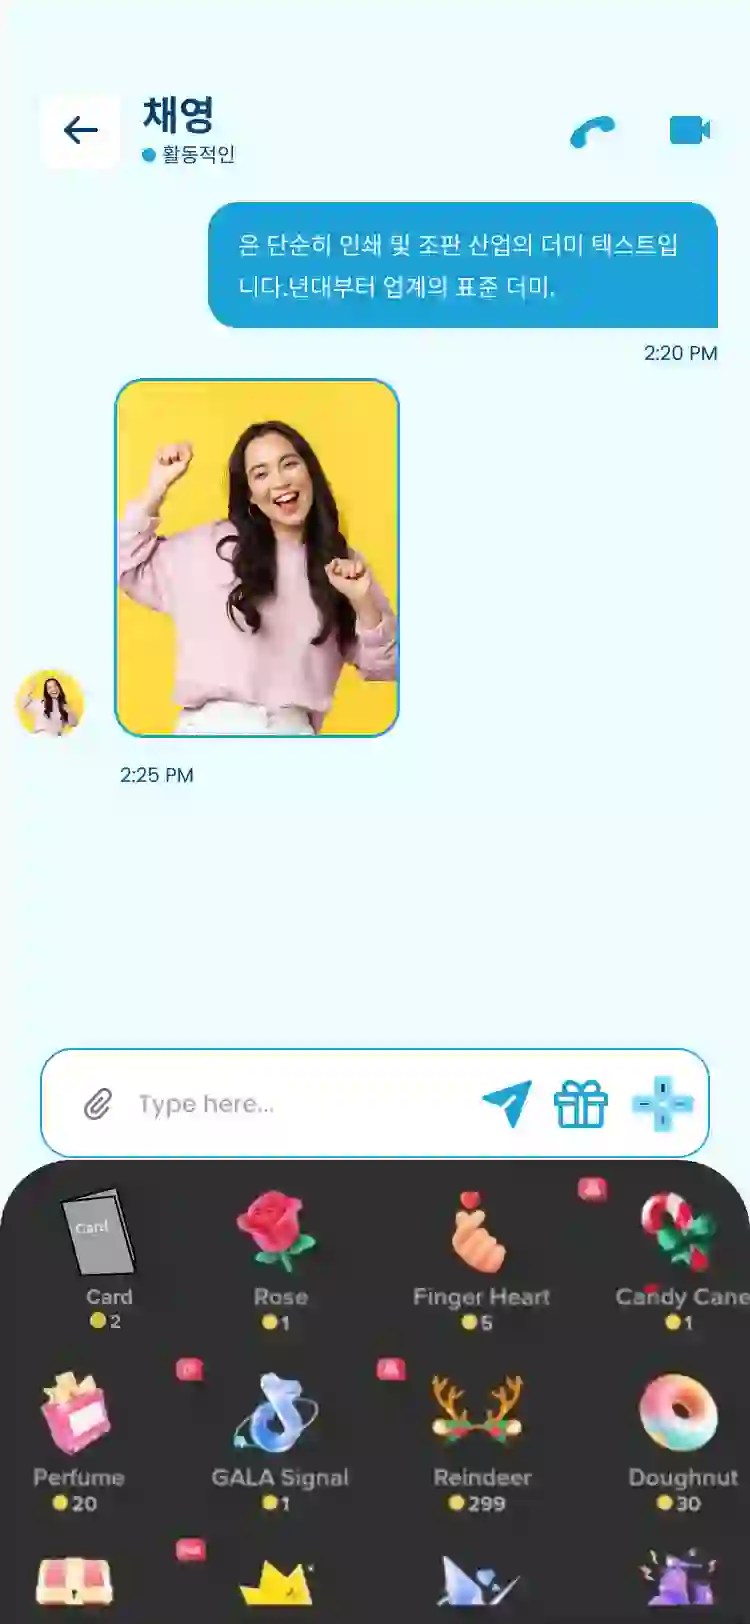 채영
활동적인
은 단순히 인쇄 및 조판 산업의 더미 텍스트입
니다.년대부터 업계의 표준 더미.
2:20 PM
2:25 PM
Type here...
Card
Card
2
Rose
1
Finger Heart
5
Candy Cane
1
Perfume
20
GALA Signal
1
Reindeer
299
Doughnut
30